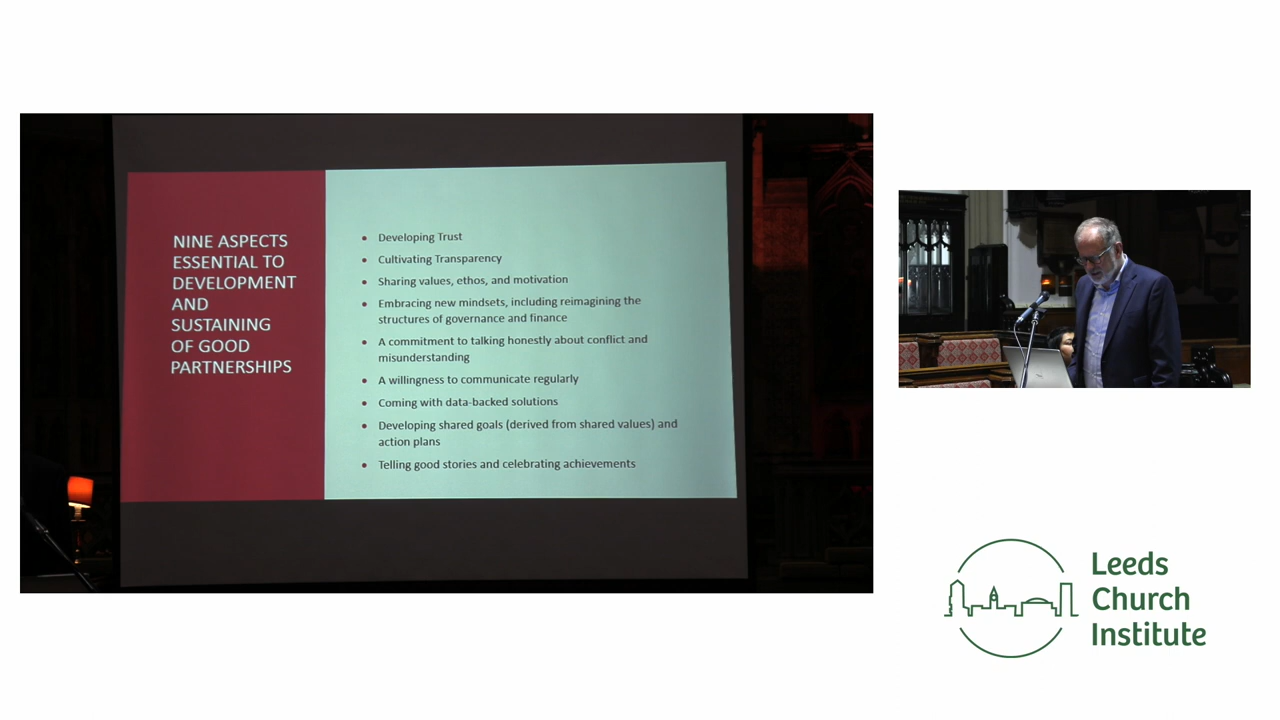 NINE ASPECTS
ESSENTIAL TO
DEVELOPMENT
AND
SUSTAINING
OF GOOD
PARTNERSHIPS
• Developing Trust
• Cultivating Transparency
• Sharing values, ethos, and motivation
• Embracing new mindsets, including reimagining the
structures of governance and finance
• A commitment to talking honestly about conflict and
misunderstanding
• A willingness to communicate regularly
• Coming with data-backed solutions
• Developing shared goals (derived from shared values) and
action plans
• Telling good stories and celebrating achievements
Leeds
Church
Institute